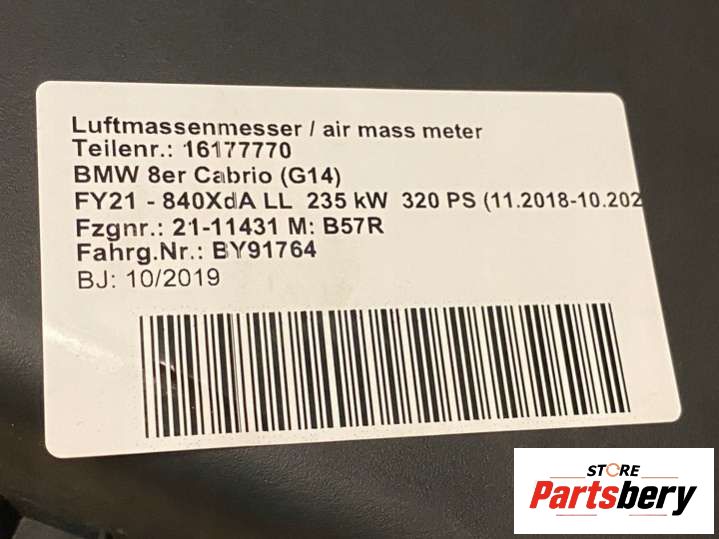 Luftmassenmesser / air mass meter
Teilenr.: 16177770
BMW 8er Cabrio (G14)
FY21 - 840XdA LL 235 kW 320 PS (11.2018-10.202
Fzgnr.: 21-11431 M: B57R
Fahrg.Nr.: BY91764
BJ: 10/2019
STORE
Partsbery